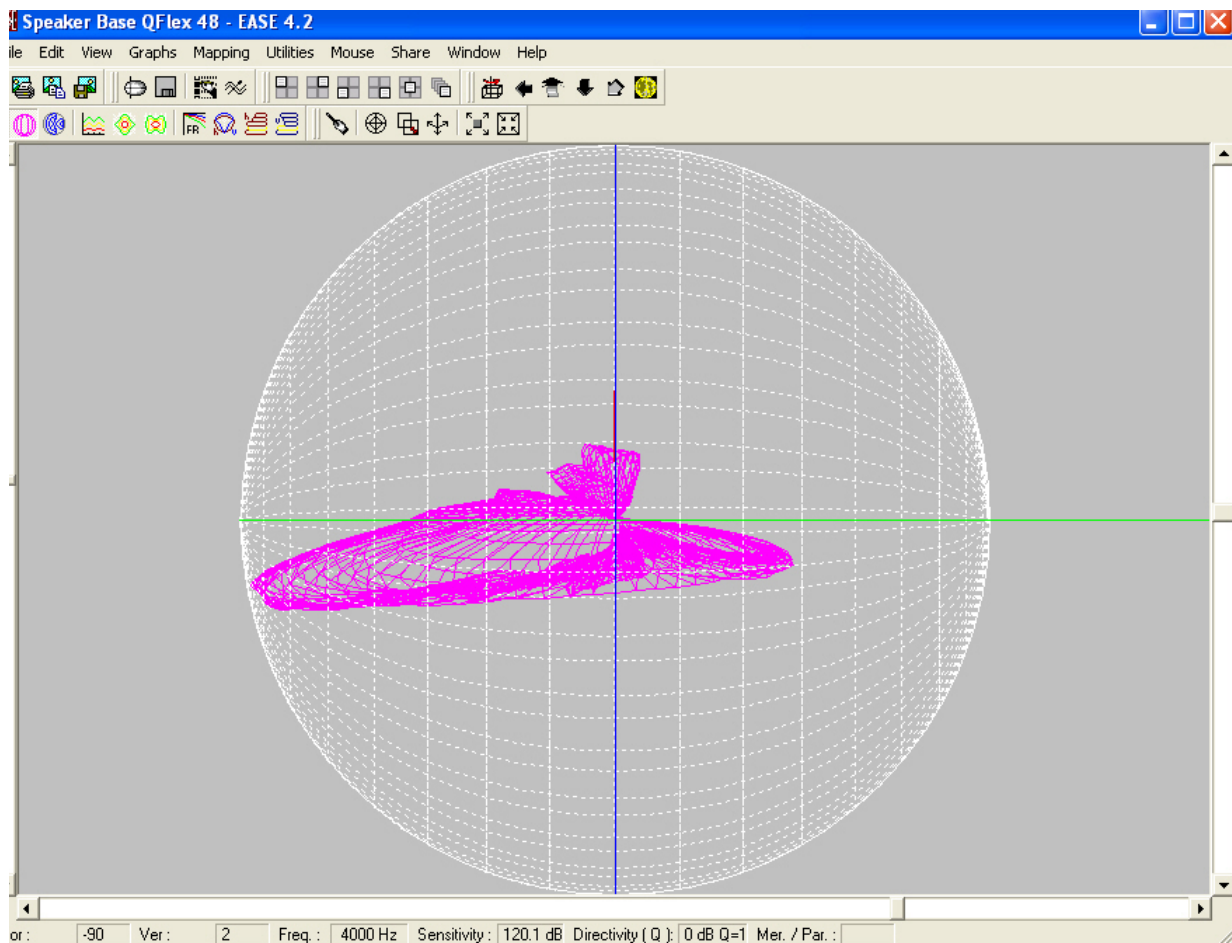 Speaker Base QFlex 48 - EASE 4.2
ile Edit View Graphs Mapping Utilities Mouse Share Window Help
FR
or : -90 Ver : 2 Freq. : 4000 Hz Sensitivity : 120.1 dB Directivity ( Q ): 0 dB Q=1 Mer. / Par. :